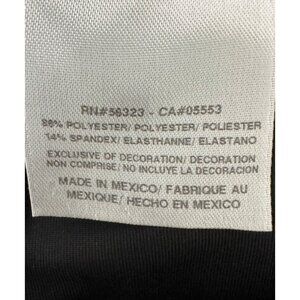 RN#56323 - CA#05553
86% POLYESTER/ POLYESTER/ POLIESTER
14% SPANDEX/ ELASTHANNE/ ELASTANO
EXCLUSIVE OF DECORATION/ DECORATION
NON COMPRISE/ NO INCLUYE LA DECORACION
MADE IN MEXICO/ FABRIQUE AU
MEXIQUE/ HECHO EN MEXICO